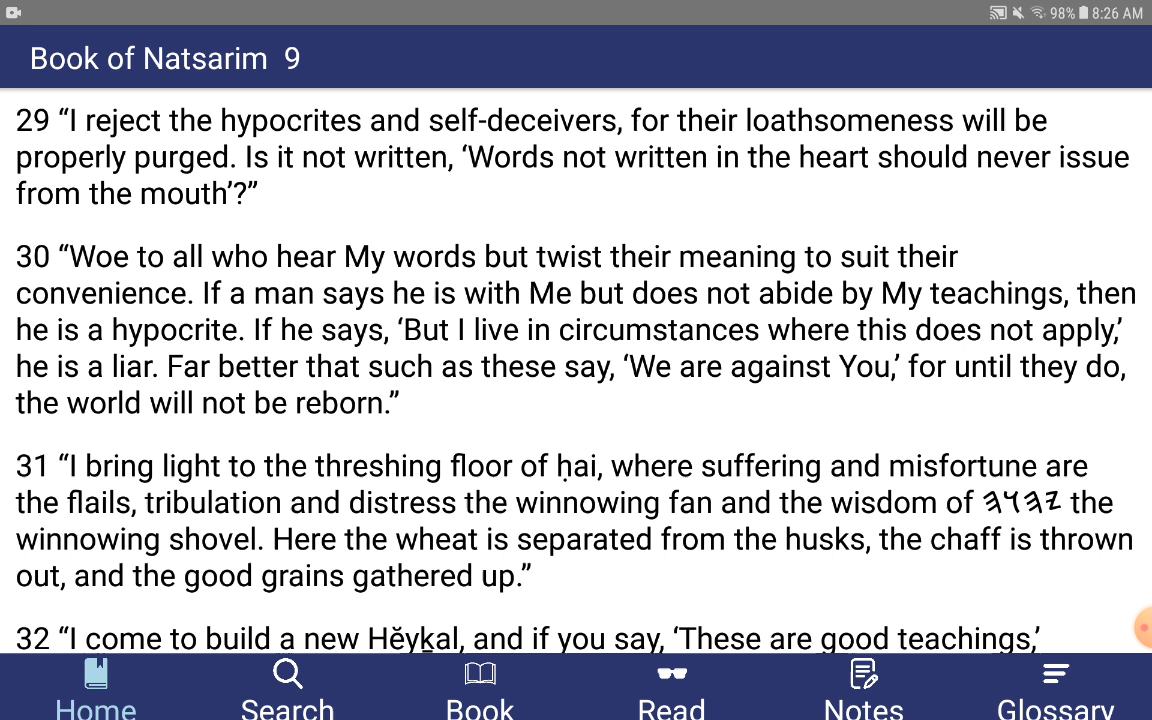 98% 8:26 AM
Book of Natsarim 9
29 “I reject the hypocrites and self-deceivers, for their loathsomeness will be
properly purged. Is it not written, ‘Words not written in the heart should never issue
from the mouth’?”
30 “Woe to all who hear My words but twist their meaning to suit their
convenience. If a man says he is with Me but does not abide by My teachings, then
he is a hypocrite. If he says, ‘But I live in circumstances where this does not apply,’
he is a liar. Far better that such as these say, ‘We are against You,’ for until they do,
the world will not be reborn.”
31 “I bring light to the threshing floor of ḥai, where suffering and misfortune are
the flails, tribulation and distress the winnowing fan and the wisdom of 𐤉𐤄𐤅𐤄 the
winnowing shovel. Here the wheat is separated from the husks, the chaff is thrown
out, and the good grains gathered up.”
32 “I come to build a new Hĕyḵal, and if you say, ‘These are good teachings,’
Home Search Book Read Notes Glossary